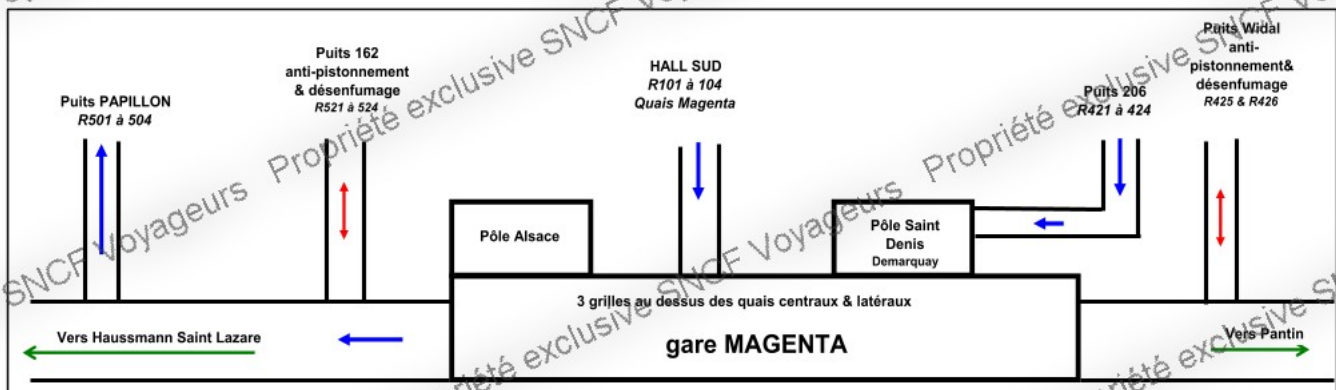 Puits PAPILLON
R501 à 504
Puits 162
anti-pistonnement
& désenfumage
R521 à 524
HALL SUD
R101 à 104
Quais Magenta
Puits 206
R421 à 424
Puits Widal
anti-
pistonnement&
désenfumage
R425 & R426
Pôle Alsace
Pôle Saint
Denis
Demarquay
3 grilles au dessus des quais centraux & latéraux
gare MAGENTA
Vers Haussmann Saint Lazare
Vers Pantin
SNCF Voyageurs Propriété exclusive SNCF Voyageurs
Propriété exclusive SNCF Voyageurs Propriété exclusive SNCF Voyageurs